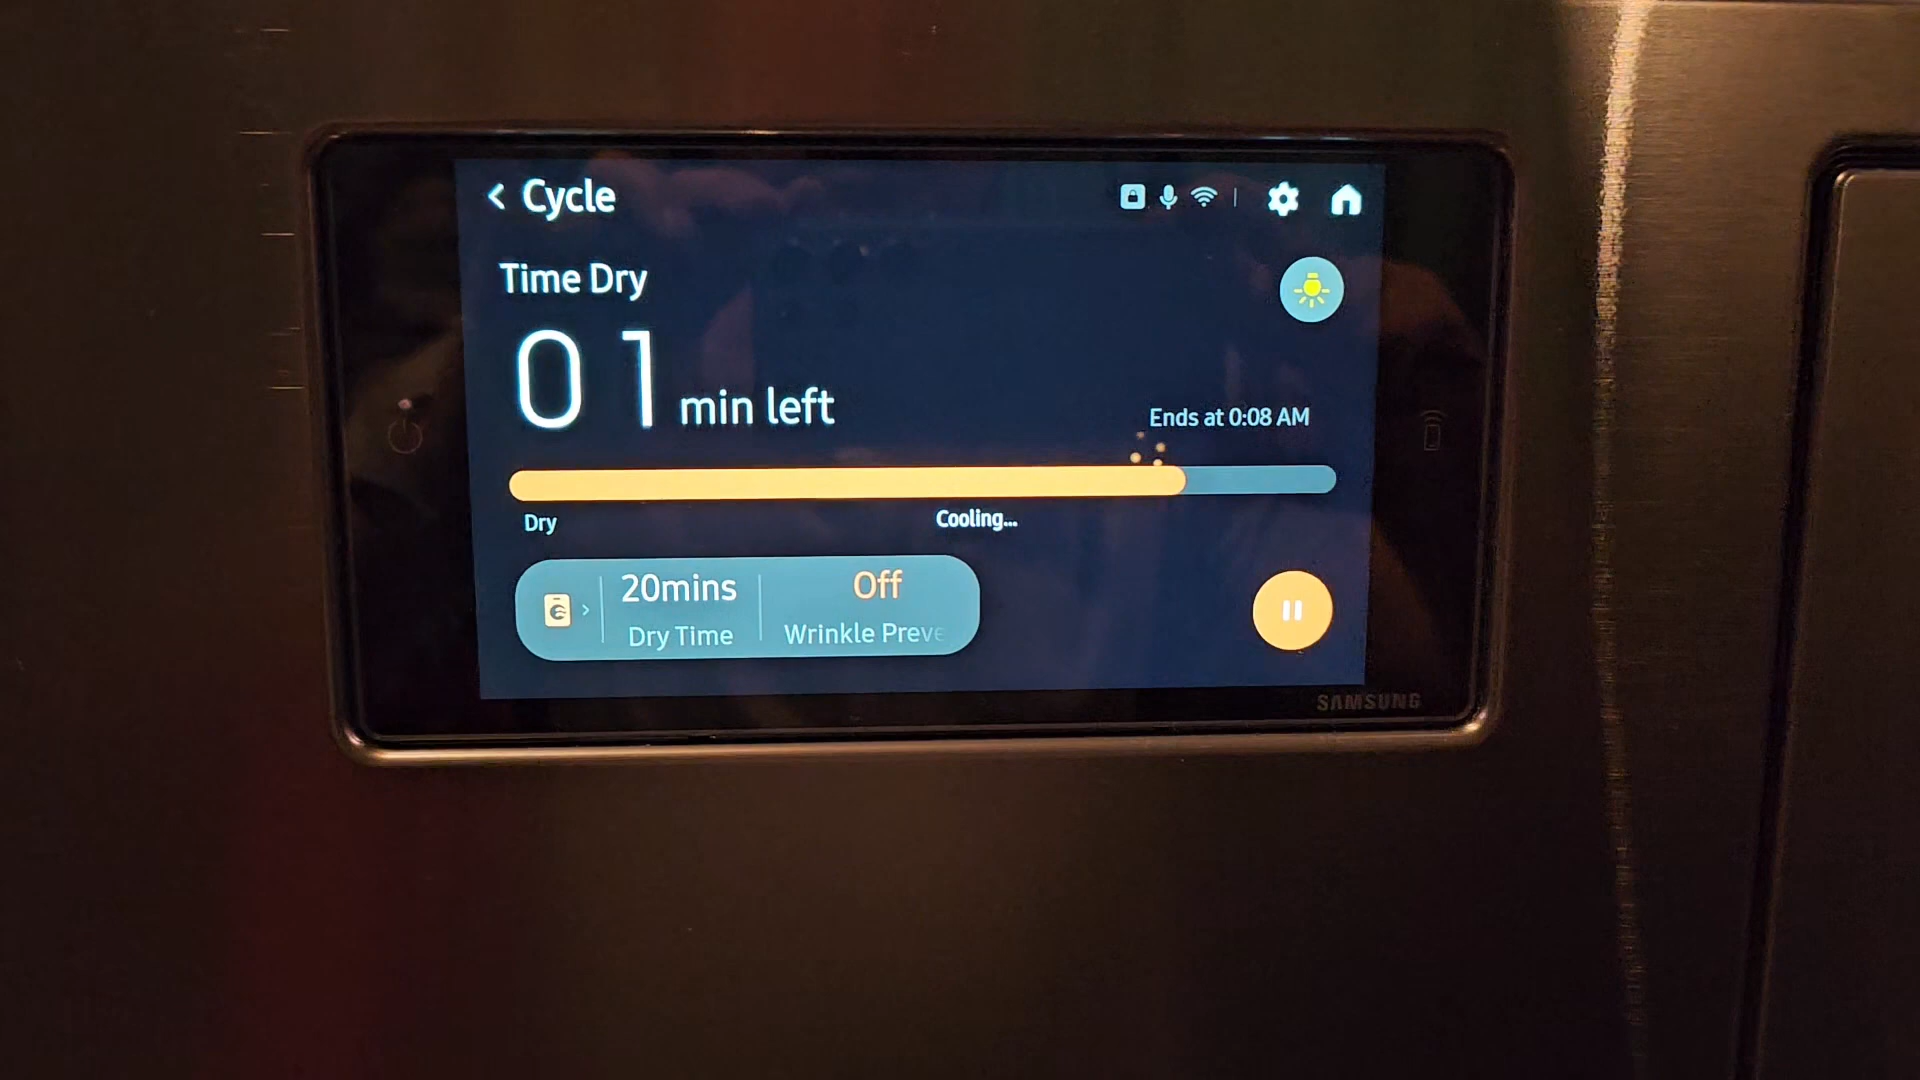 Cycle
Time Dry
01 min left
Ends at 0:08 AM
Dry
Cooling...
20mins
Off
Dry Time
Wrinkle Preve
SAMSUNG